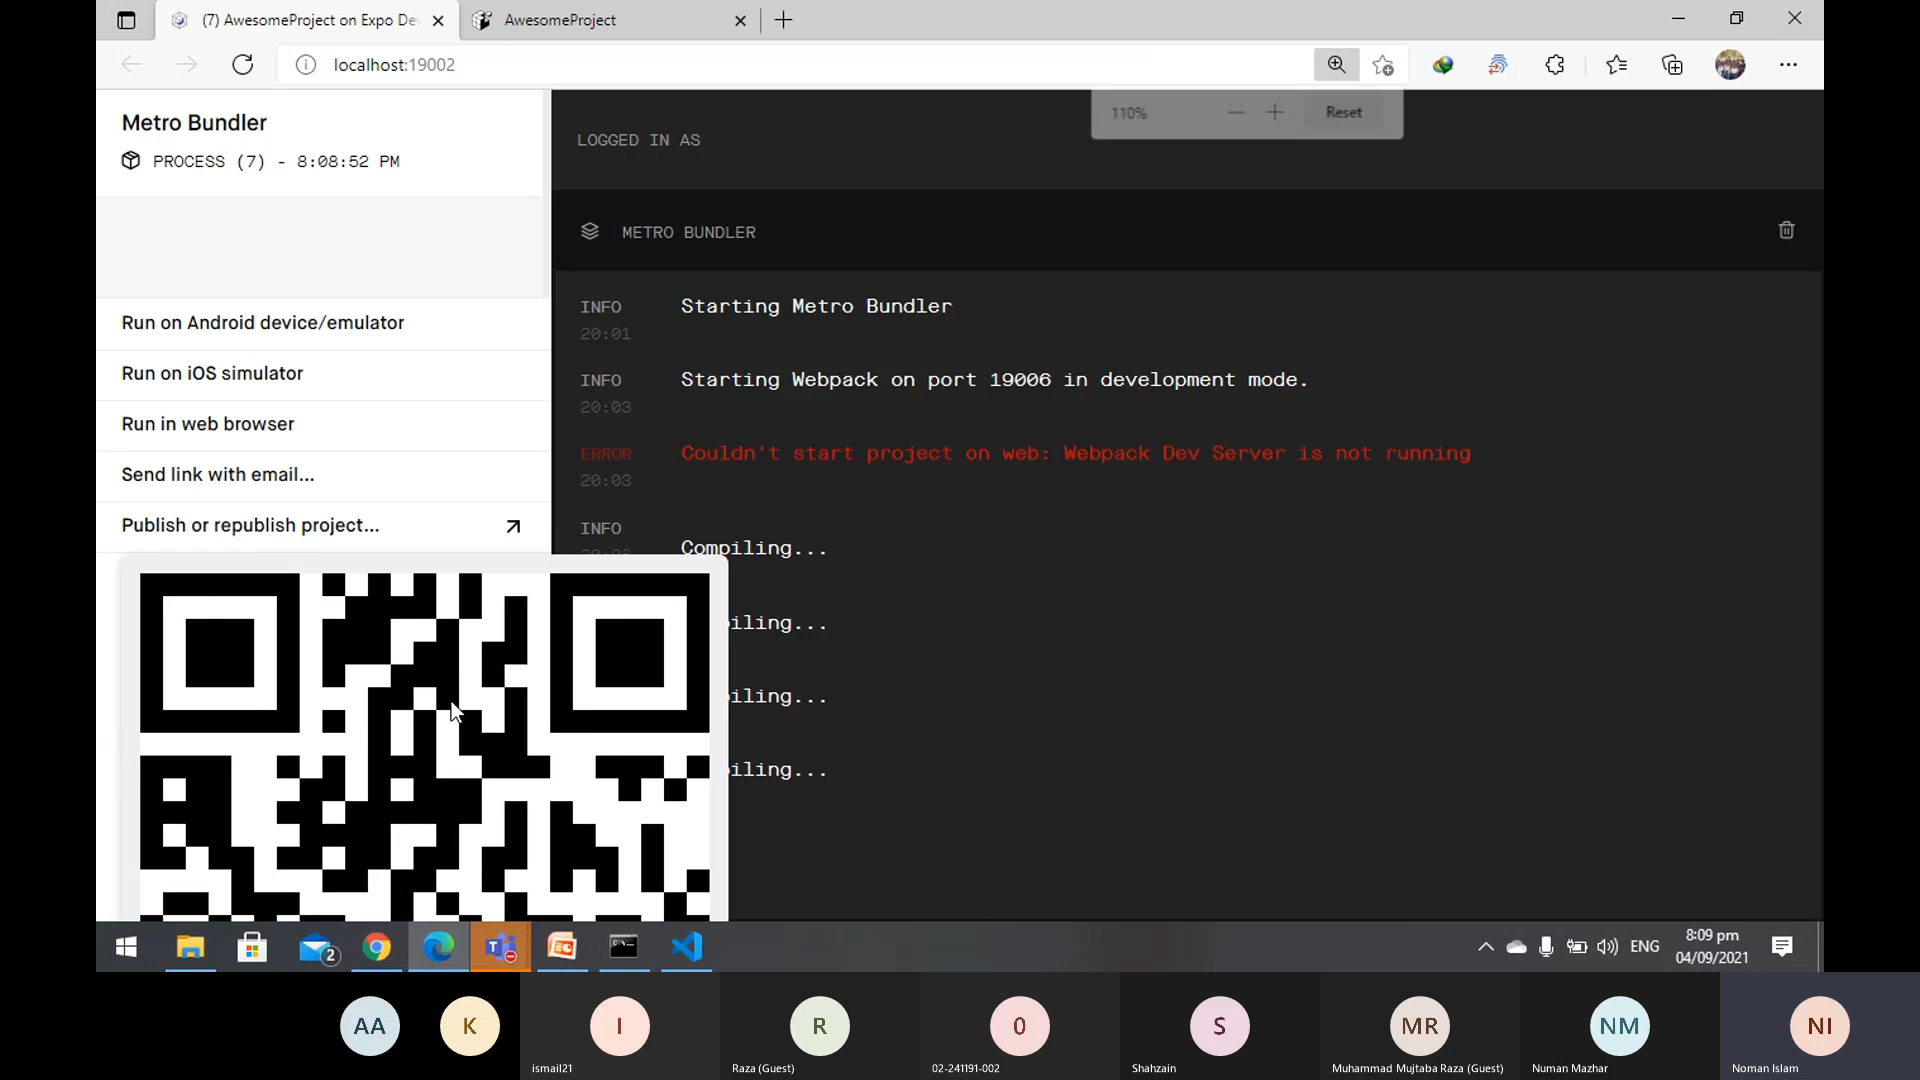 (7) AwesomeProject on Expo De
AwesomeProject
localhost:19002
Metro Bundler
PROCESS (7) - 8:08:52 PM
Run on Android device/emulator
Run on iOS simulator
Run in web browser
Send link with email...
Publish or republish project...
110%
Reset
LOGGED IN AS
METRO BUNDLER
INFO
Starting Metro Bundler
20:01
INFO
Starting Webpack on port 19006 in development mode.
20:03
ERROR
Couldn't start project on web: Webpack Dev Server is not running
20:03
INFO
Compiling...
piling...
piling...
piling...
2
ENG
8:09 pm
04/09/2021
AA
K
I
R
0
S
MR
NM
NI
ismail21
Raza (Guest)
02-241191-002
Shahzain
Muhammad Mujtaba Raza (Guest)
Numan Mazhar
Noman Islam